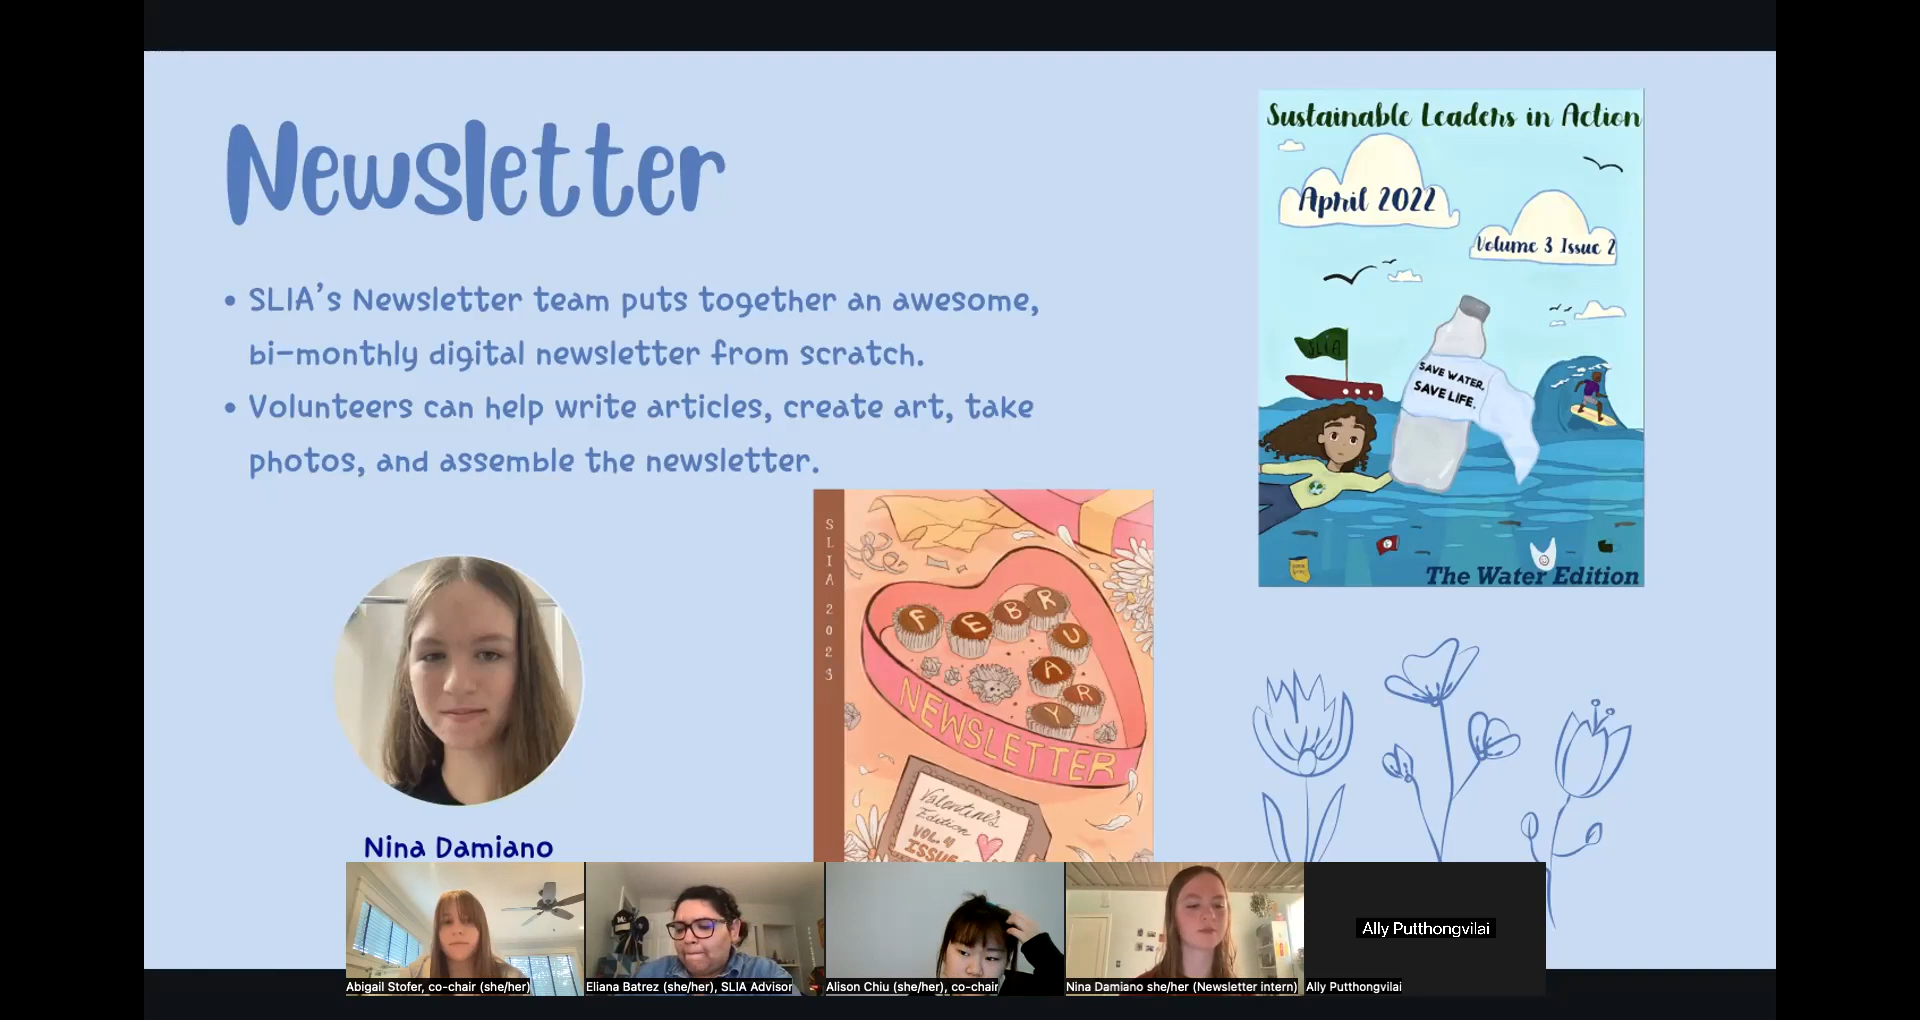 Newsletter
• SLIA's Newsletter team puts together an awesome,
bi-monthly digital newsletter from scratch.
• Volunteers can help write articles, create art, take
photos, and assemble the newsletter.
Nina Damiano
SLIA 2023
FEBRUARY
NEWSLETTER
Valentine's
Edition
VOL. 4
ISSUE
Sustainable Leaders in Action
April 2022
Volume 3 Issue 2
SLIA
SAVE WATER,
SAVE LIFE.
The Water Edition
Ally Putthongvilai
Abigail Stofer, co-chair (she/her)
Eliana Batrez (she/her), SLIA Advisor
Alison Chiu (she/her), co-chair
Nina Damiano she/her (Newsletter intern)
Ally Putthongvilai